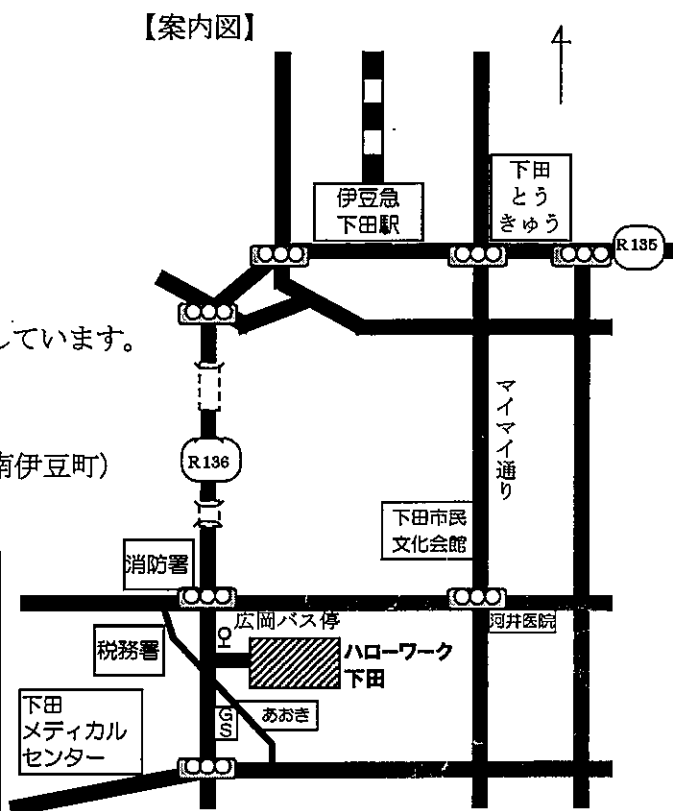 【案内図】
4
伊豆急
下田駅
下田
とう
きゅう
R135
しています。
マイマイ通り
南伊豆町)
R136
下田市民
文化会館
消防署
広岡バス停
河井医院
税務署
ハローワーク
下田
下田
メディカル
センター
GS
あおき